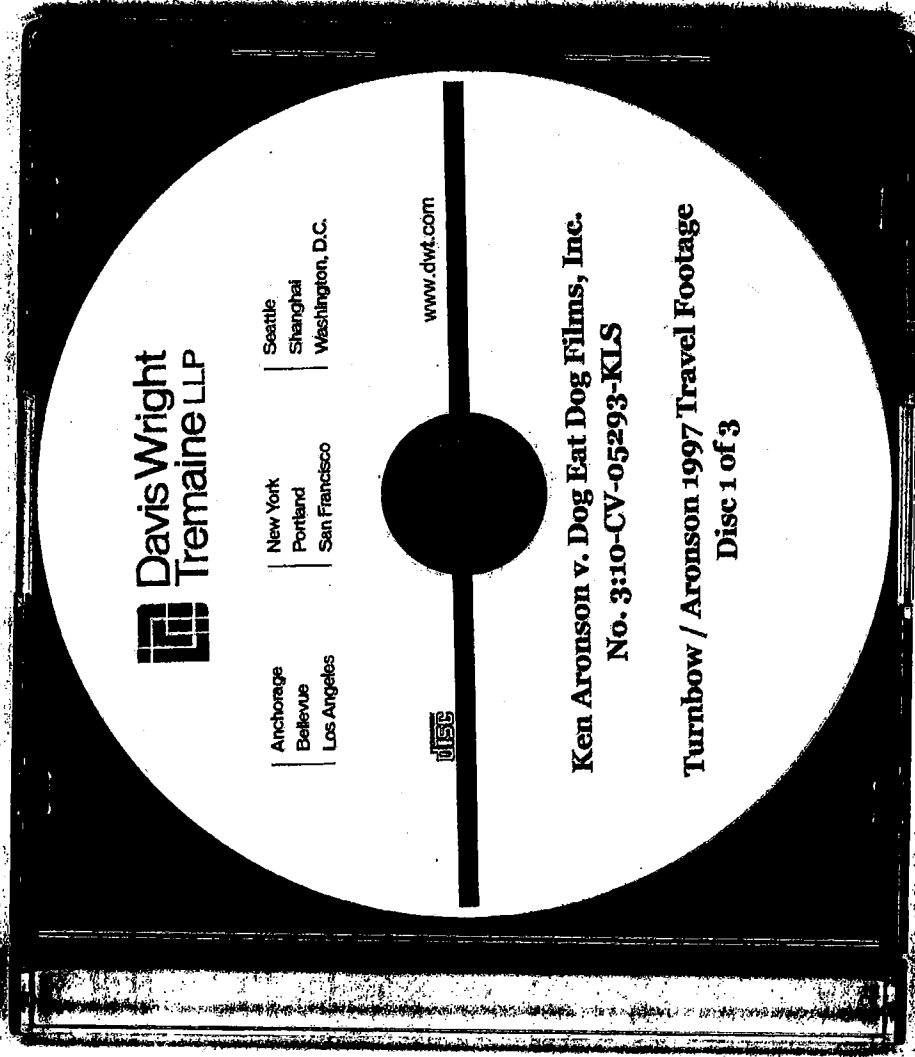 Davis Wright
Tremaine LLP
Anchorage
Bellevue
Los Angeles
New York
Portland
San Francisco
Seattle
Shanghai
Washington, D.C.
disc
www.dwt.com
Ken Aronson v. Dog Eat Dog Films, Inc.
No. 3:10-CV-05293-KLS
Turnbow / Aronson 1997 Travel Footage
Disc 1 of 3